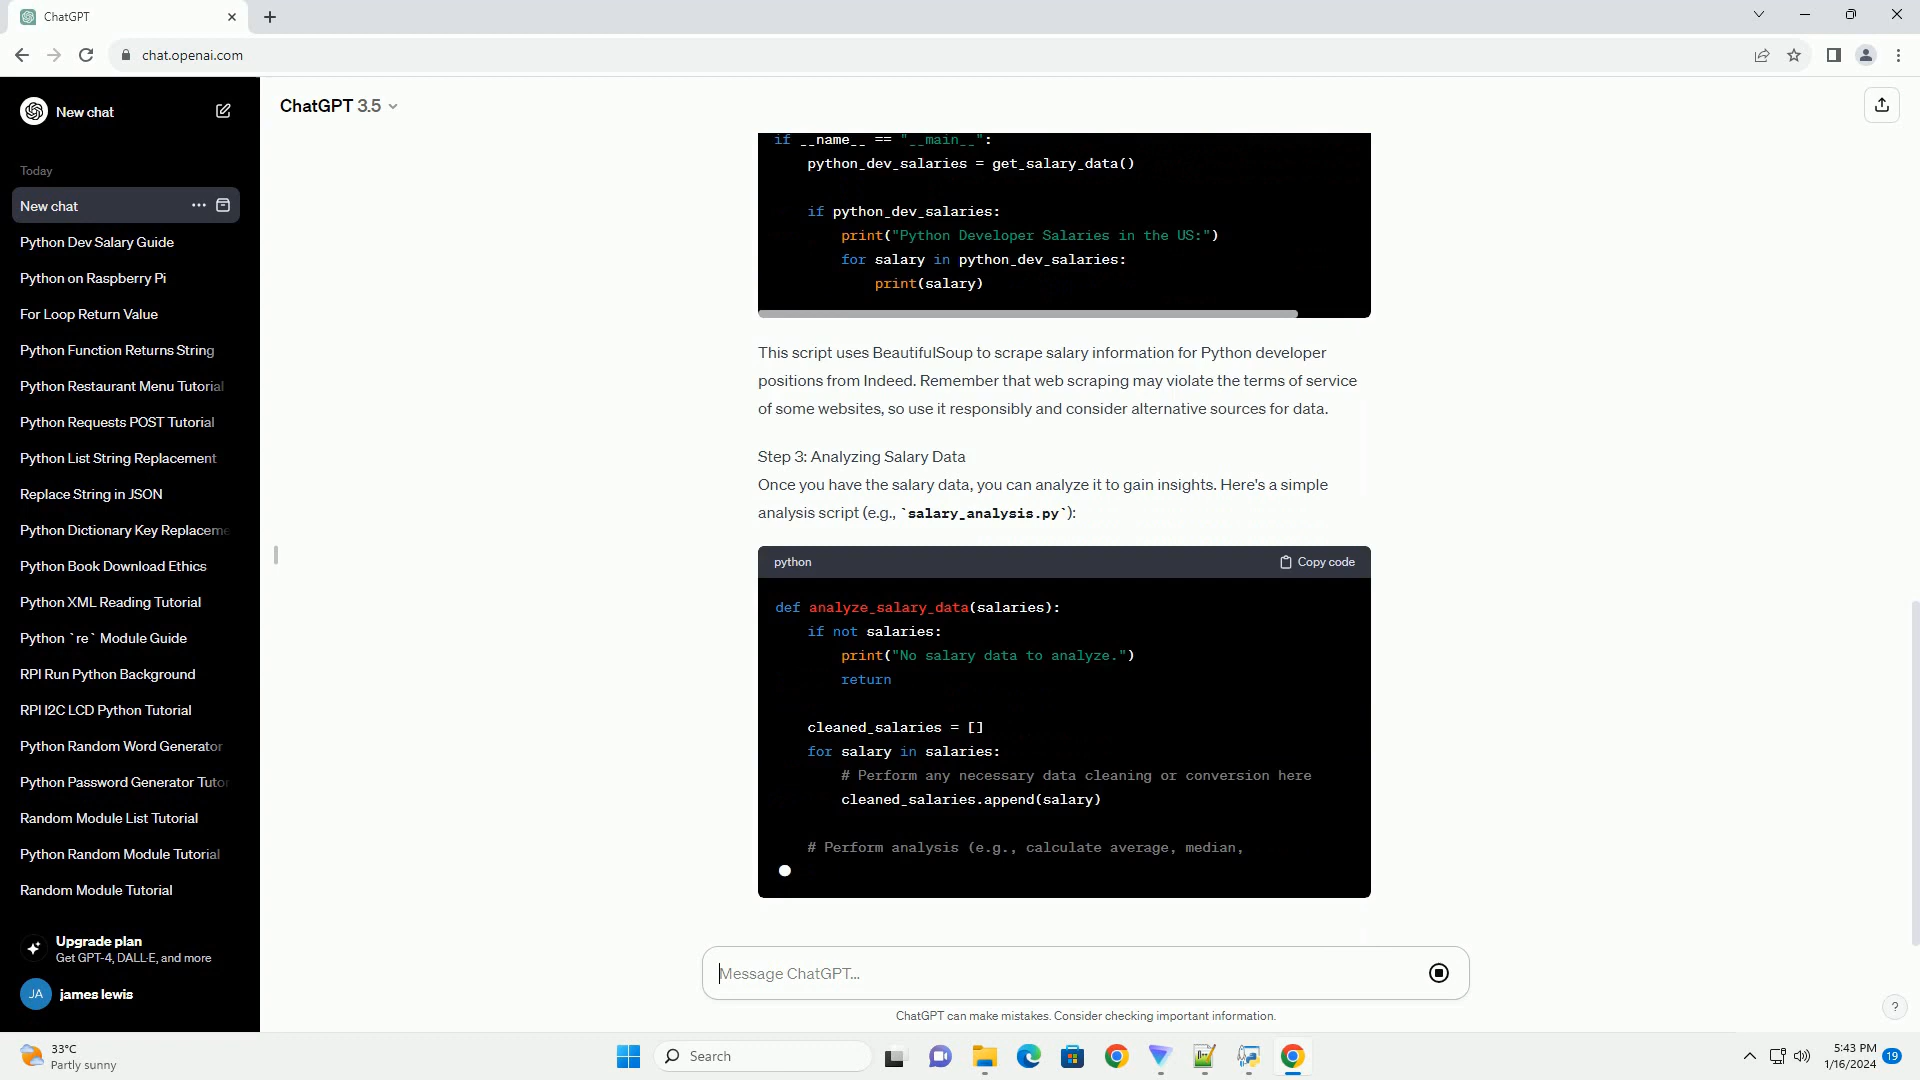 ChatGPT
chat.openai.com
New chat
Today
New chat
Python Dev Salary Guide
Python on Raspberry Pi
For Loop Return Value
Python Function Returns String
Python Restaurant Menu Tutorial
Python Requests POST Tutorial
Python List String Replacement
Replace String in JSON
Python Dictionary Key Replaceme
Python Book Download Ethics
Python XML Reading Tutorial
Python `re` Module Guide
RPI Run Python Background
RPI I2C LCD Python Tutorial
Python Random Word Generator
Python Password Generator Tutor
Random Module List Tutorial
Python Random Module Tutorial
Random Module Tutorial
Upgrade plan
Get GPT-4, DALL·E, and more
JA james lewis
ChatGPT 3.5
if __name__ == "__main__":
python_dev_salaries = get_salary_data()
if python_dev_salaries:
print("Python Developer Salaries in the US:")
for salary in python_dev_salaries:
print(salary)
This script uses BeautifulSoup to scrape salary information for Python developer
positions from Indeed. Remember that web scraping may violate the terms of service
of some websites, so use it responsibly and consider alternative sources for data.
Step 3: Analyzing Salary Data
Once you have the salary data, you can analyze it to gain insights. Here's a simple
analysis script (e.g., `salary_analysis.py`):
python Copy code
def analyze_salary_data(salaries):
if not salaries:
print("No salary data to analyze.")
return
cleaned_salaries = []
for salary in salaries:
# Perform any necessary data cleaning or conversion here
cleaned_salaries.append(salary)
# Perform analysis (e.g., calculate average, median,
Message ChatGPT...
ChatGPT can make mistakes. Consider checking important information.
?
33°C
Partly sunny
Search
5:43 PM
1/16/2024
19